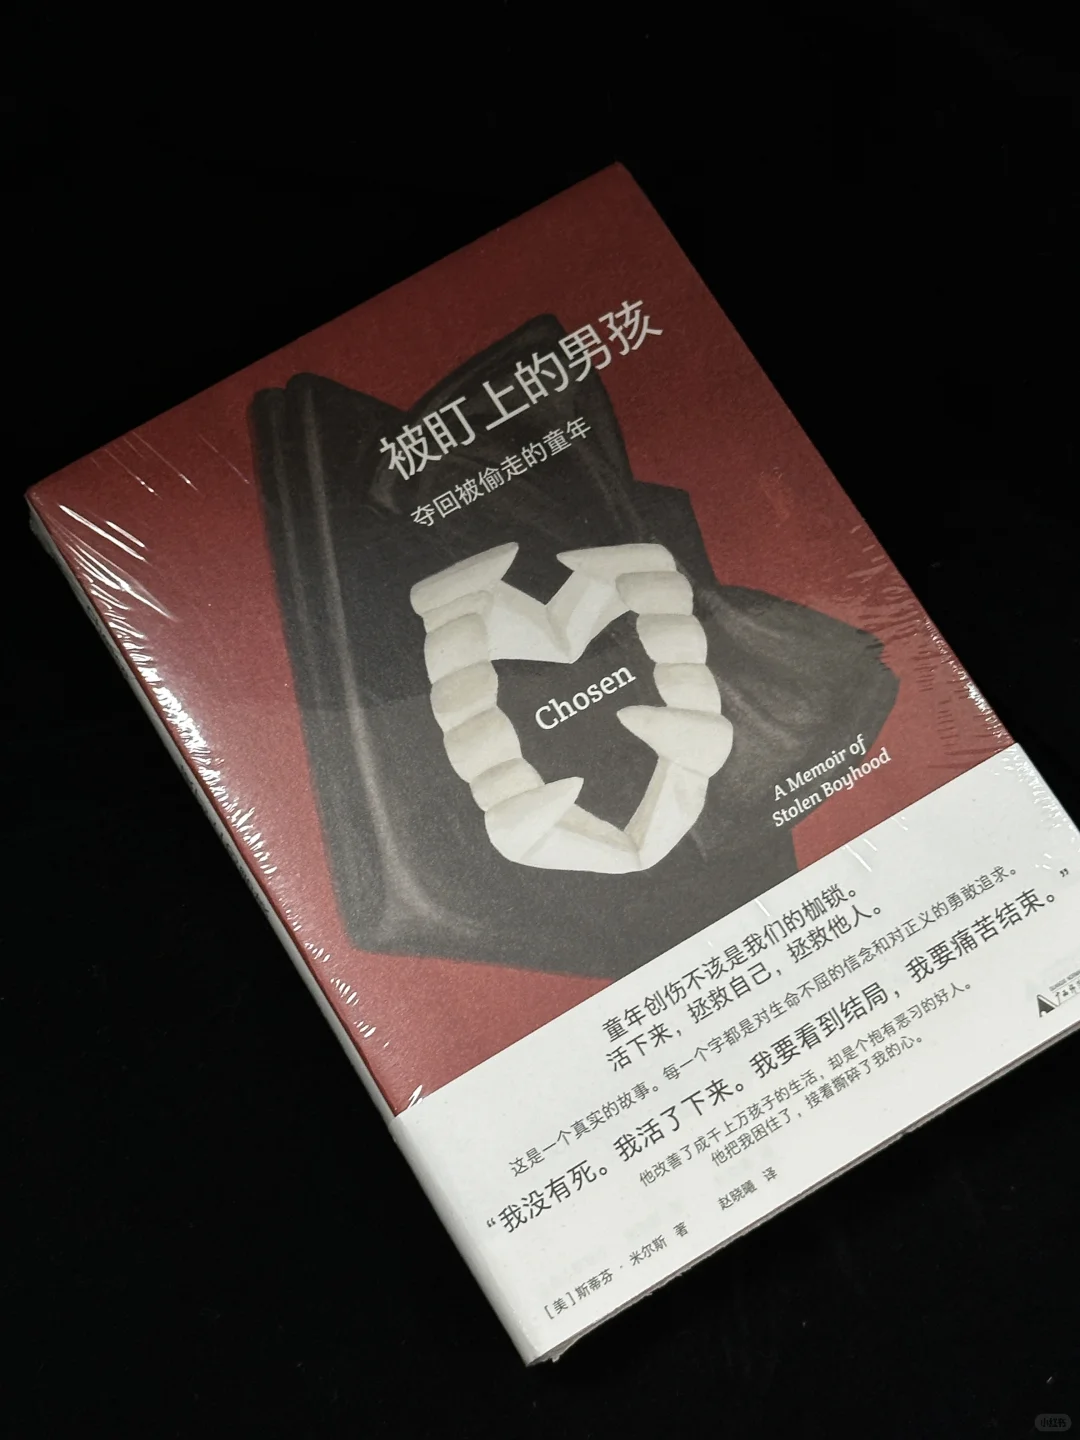 被盯上的男孩
夺回被偷走的童年
Chosen
A Memoir of
Stolen Boyhood
童年创伤不该是我们的枷锁。
活下来，拯救自己，拯救他人。
这是一个真实的故事。每一个字都是对生命不屈的信念和对正义的勇敢追求。
“我没有死。我活了下来。我要看到结局，我要痛苦结束。”
他改善了成千上万孩子的生活，却是个抱有恶习的好人。
他把我困住了，接着撕碎了我的心。
[美]斯蒂芬·米尔斯 著
赵晓曦 译
小红书